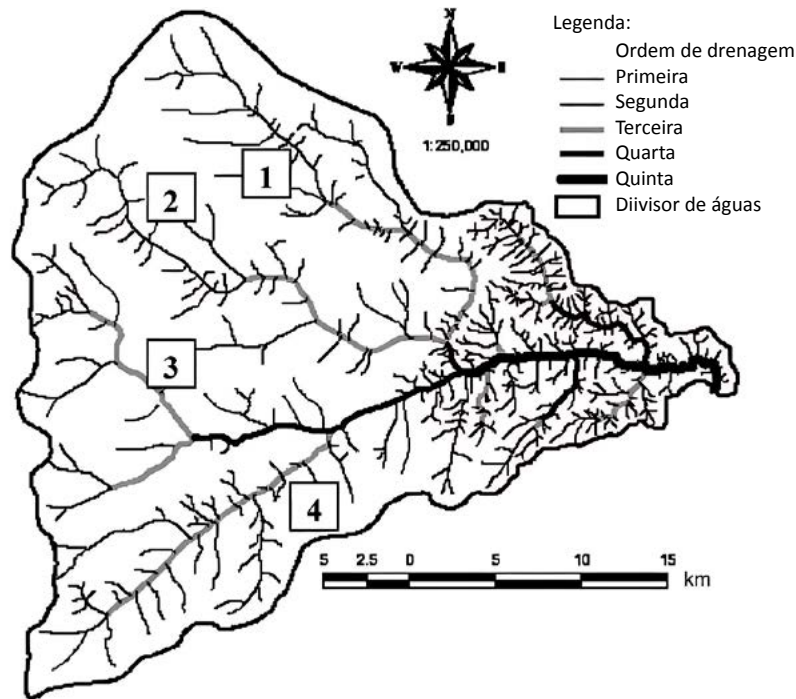 N
W E
S
1:250,000
Legenda:
Ordem de drenagem
Primeira
Segunda
Terceira
Quarta
Quinta
Diivisor de águas
1
2
3
4
5 2.5 0 5 10 15
km